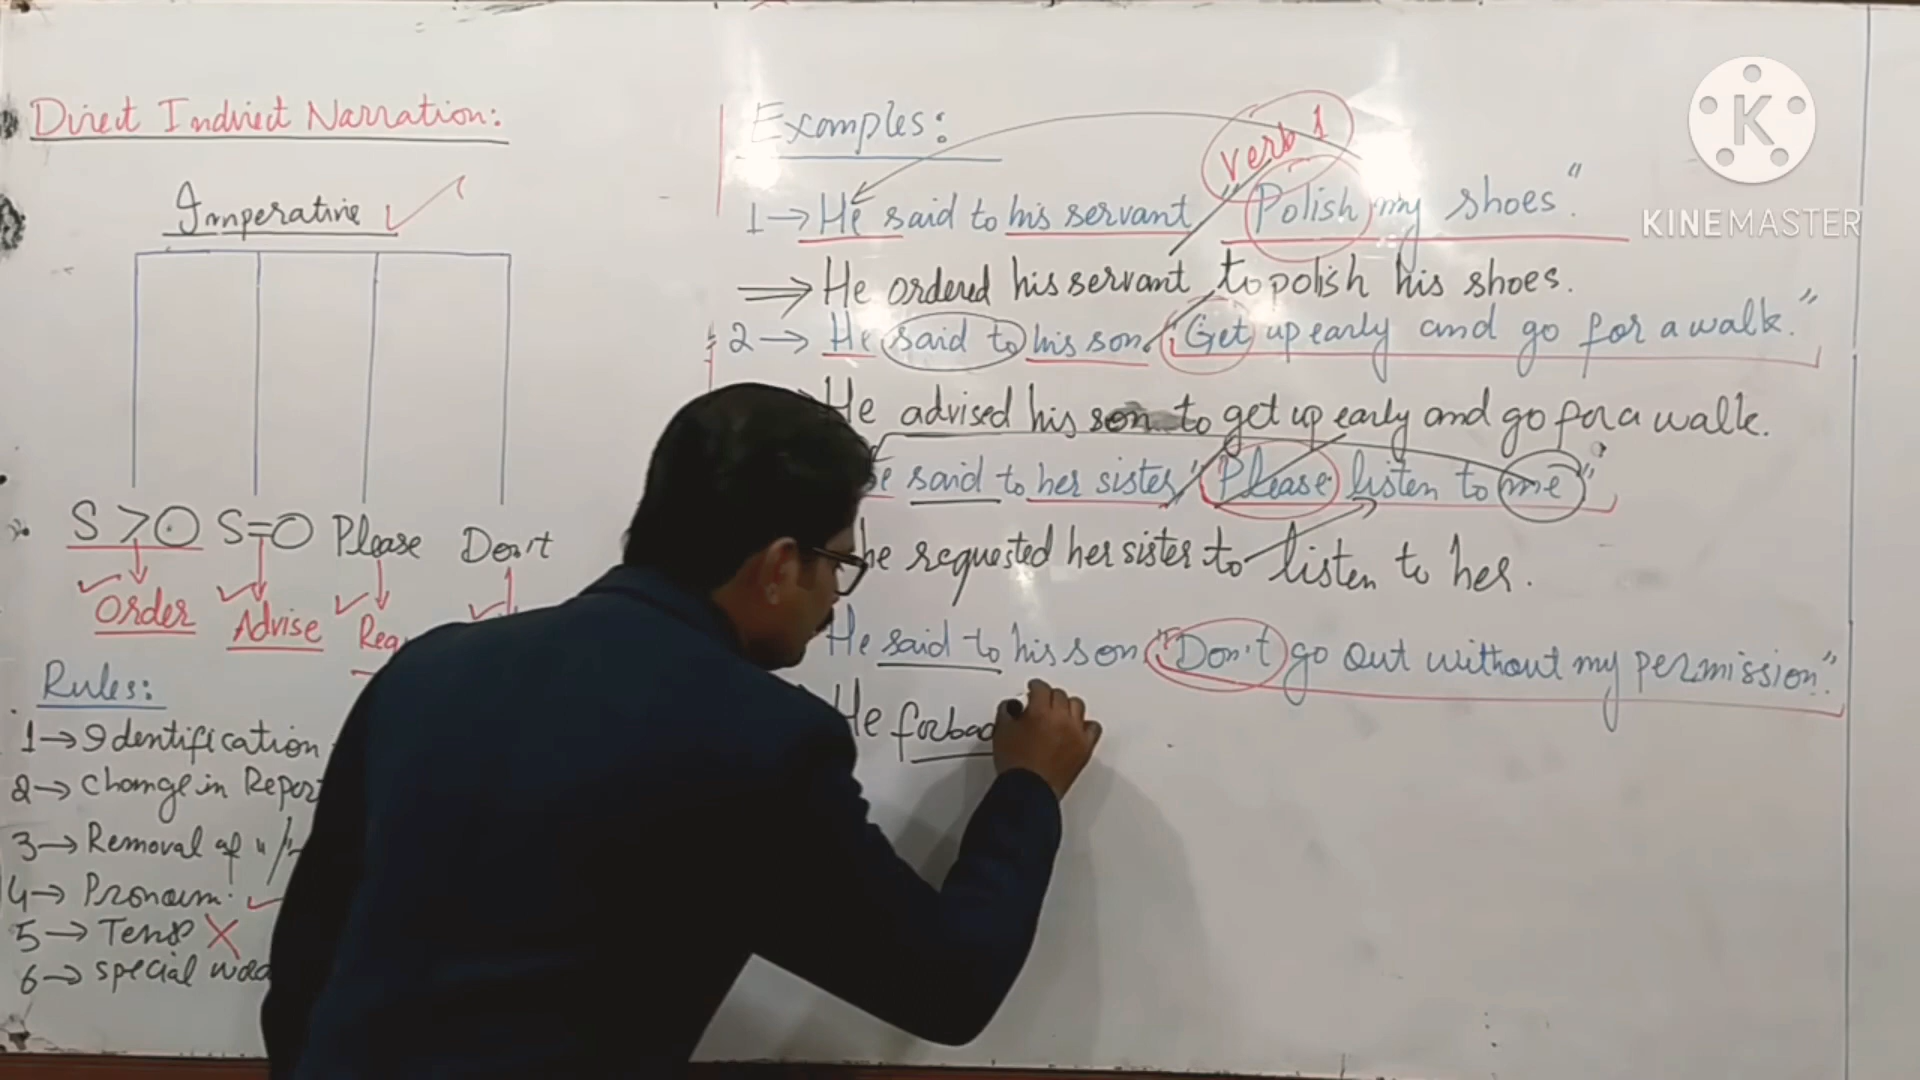 Direct Indirect Narration:
Imperative ✓
S > O S = O Please Don't
Order Advise Req
Rules:
1→ Identification
2→ Change in Report
3→ Removal of " /
4→ Pronoun.
5→ Tense X
6→ special word
Examples:
verb 1
1→ He said to his servant "Polish my shoes".
⇒ He ordered his servant to polish his shoes.
2→ He said to his son "Get up early and go for a walk."
He advised his son to get up early and go for a walk.
he said to her sister "Please listen to me"
he requested her sister to listen to her.
He said to his son "Don't go out without my permission".
He forbad
KINEMASTER